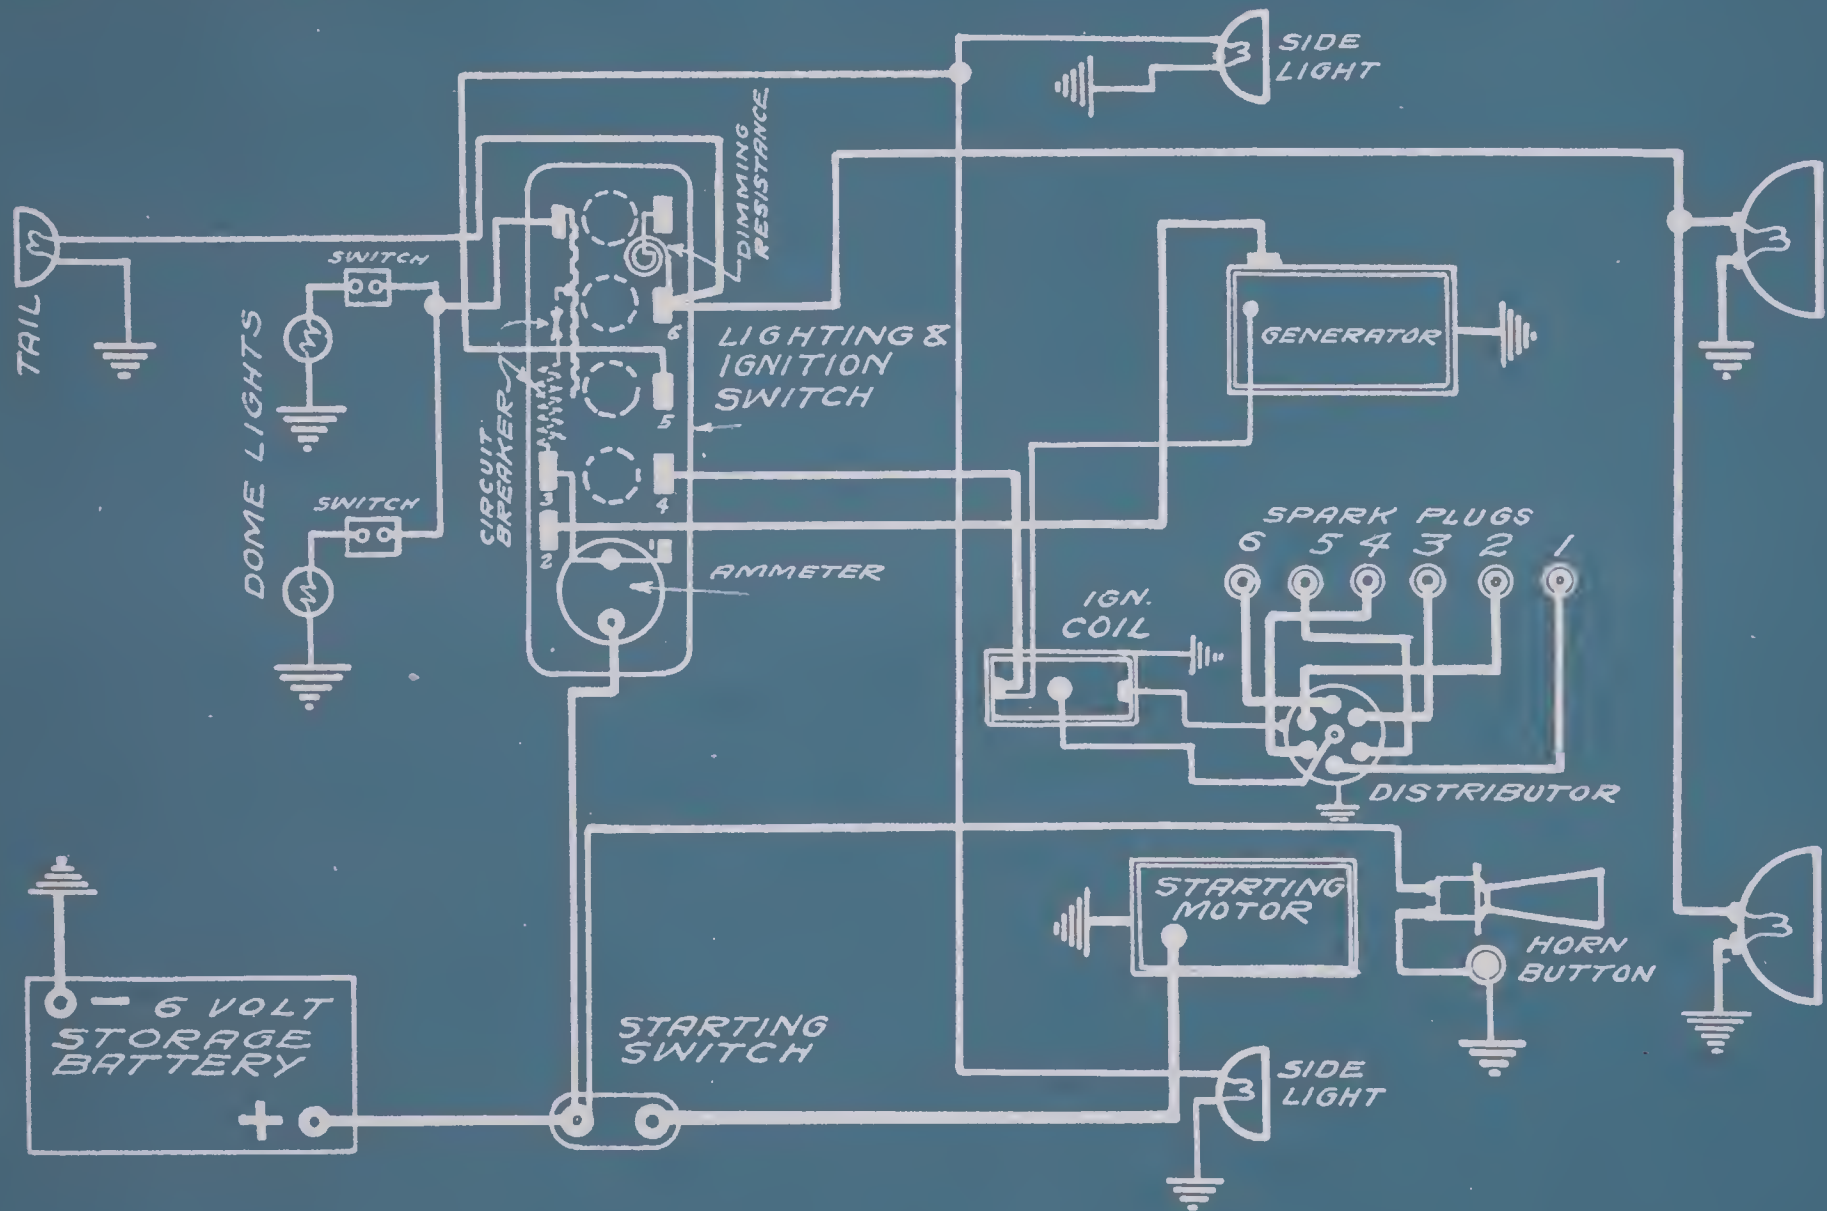 SIDE
LIGHT
DIMMING
RESISTANCE
TAIL
SWITCH
DOME LIGHTS
SWITCH
LIGHTING &
IGNITION
SWITCH
CIRCUIT
BREAKER
6
5
3
4
2
1
AMMETER
GENERATOR
SPARK PLUGS
6 5 4 3 2 1
IGN.
COIL
DISTRIBUTOR
STARTING
MOTOR
HORN
BUTTON
- 6 VOLT
STORAGE
BATTERY
+
STARTING
SWITCH
SIDE
LIGHT